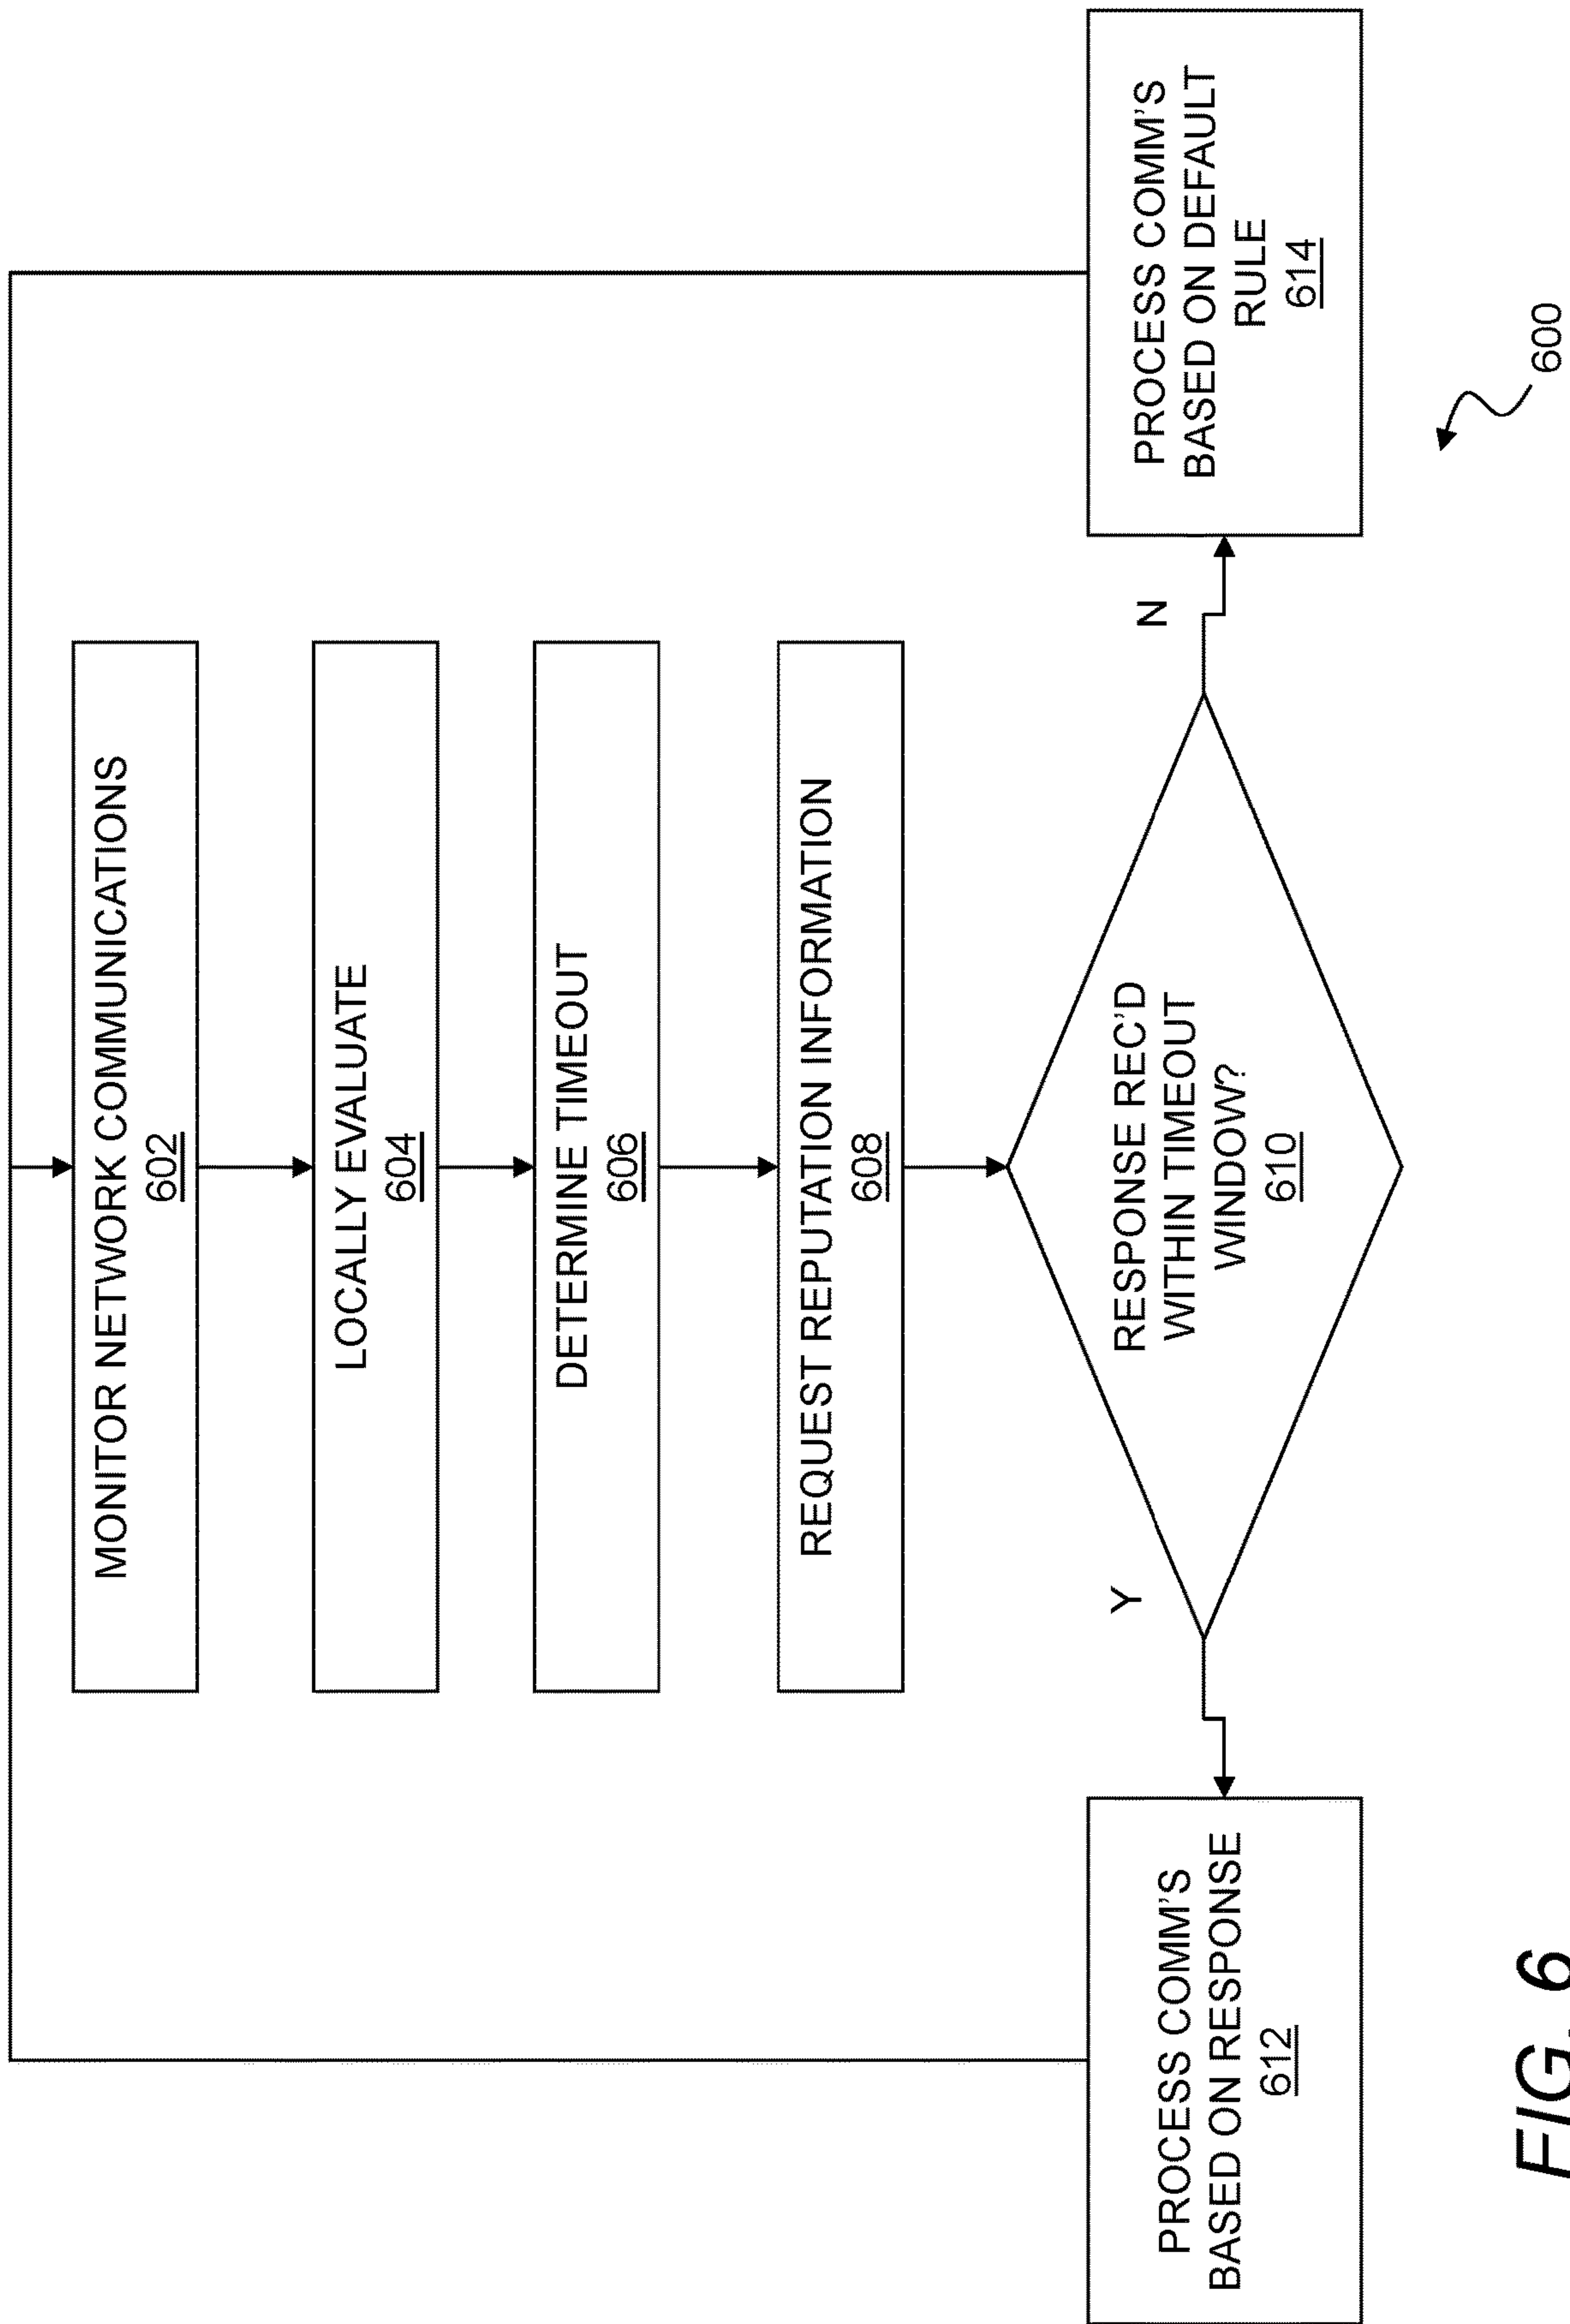 MONITOR NETWORK COMMUNICATIONS
602
LOCALLY EVALUATE
604
DETERMINE TIMEOUT
606
REQUEST REPUTATION INFORMATION
608
RESPONSE REC'D
WITHIN TIMEOUT
WINDOW?
610
Y
N
PROCESS COMM'S
BASED ON RESPONSE
612
PROCESS COMM'S
BASED ON DEFAULT
RULE
614
600
FIG. 6